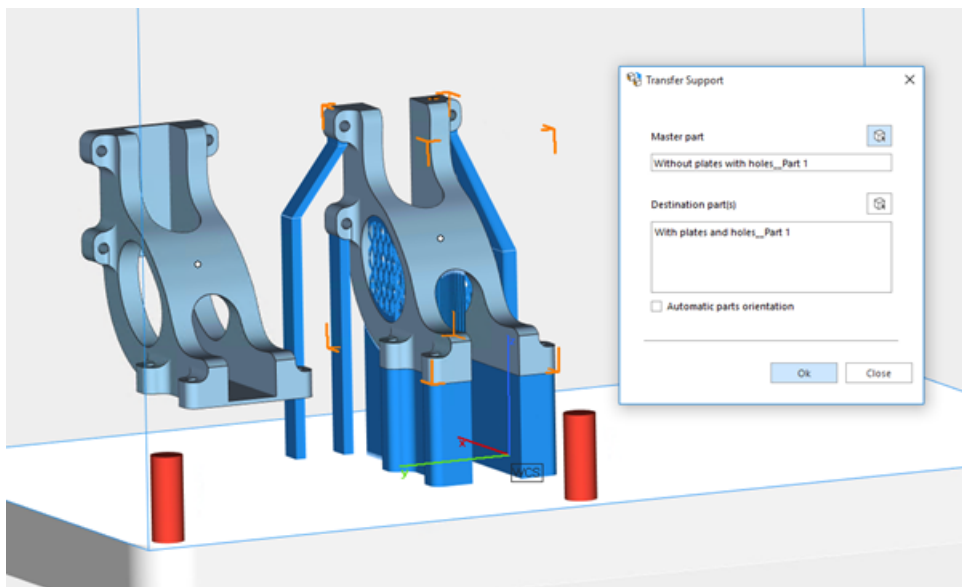 Transfer Support
Master part
Without plates with holes__Part 1
Destination part(s)
With plates and holes__Part 1
Automatic parts orientation
Ok
Close
x
y
WCS